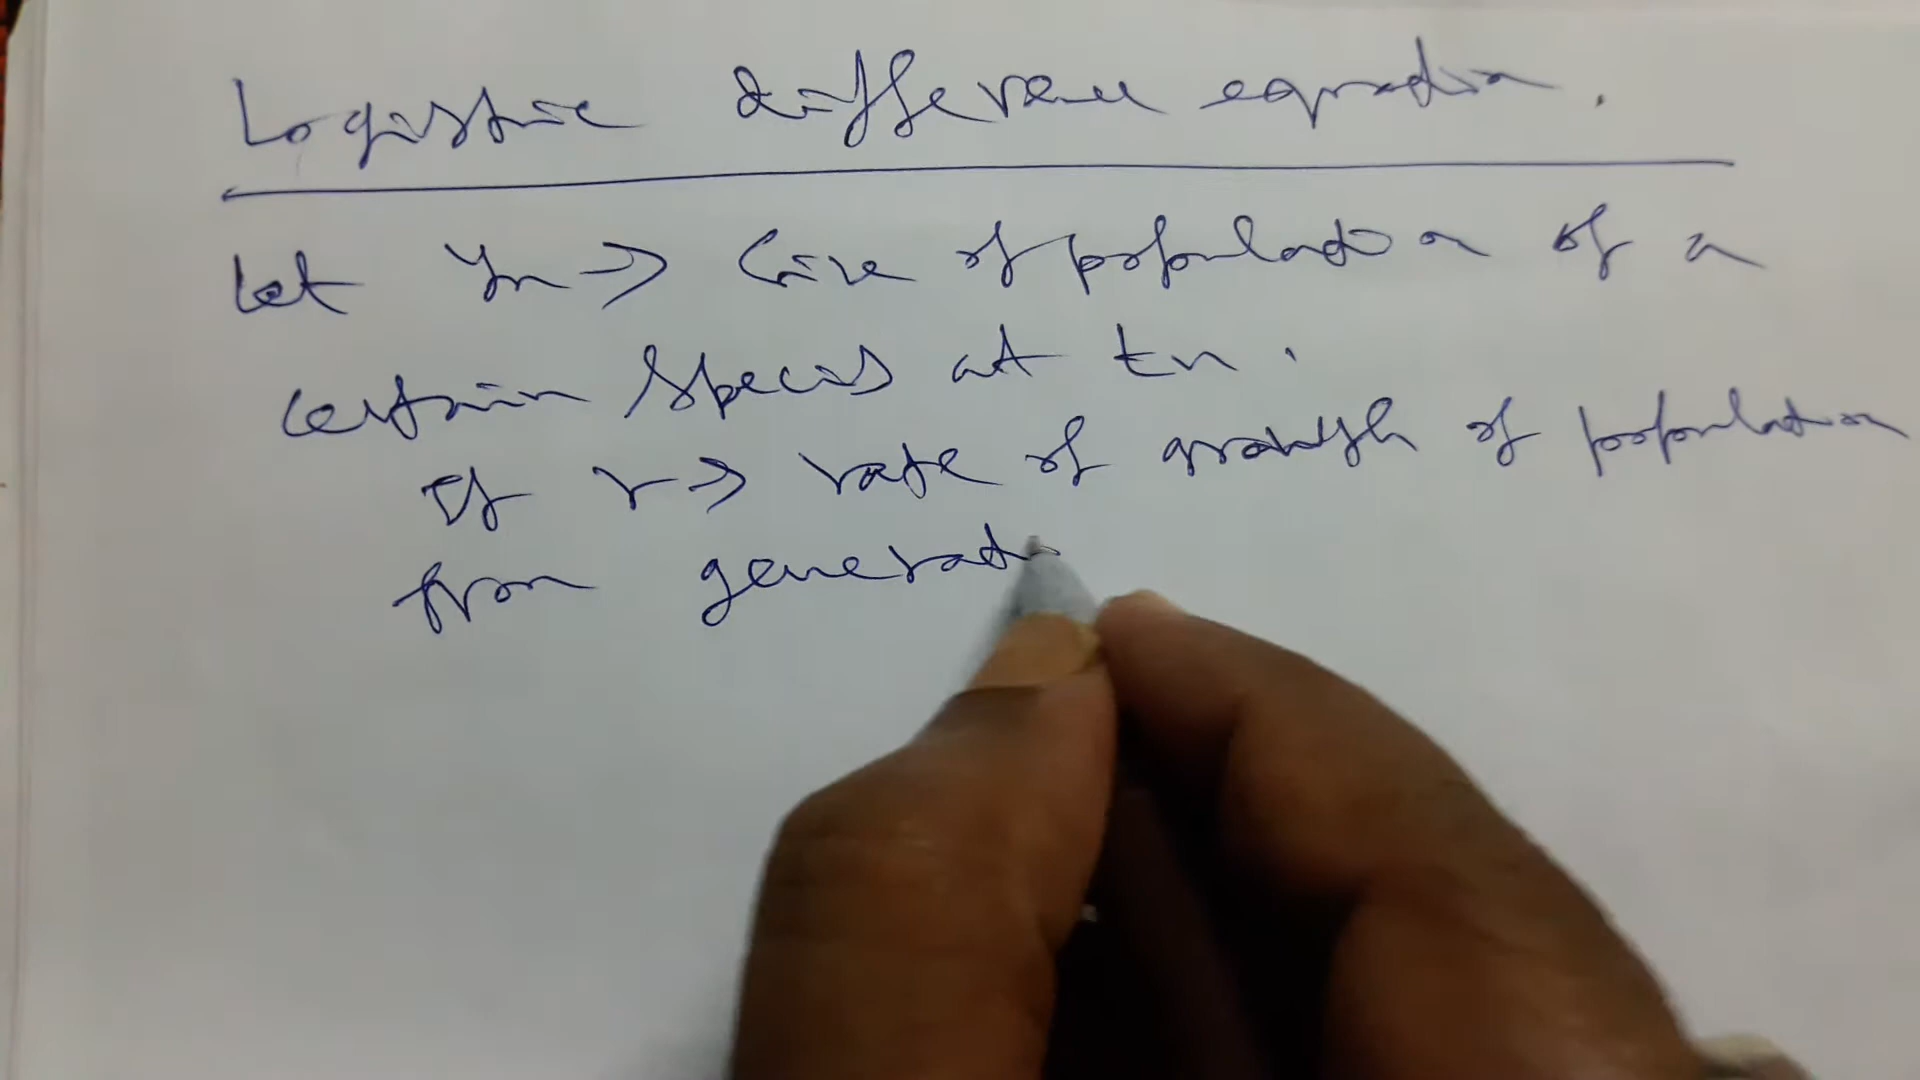 Logistic difference equation.
Let yn => Size of population of a
certain species at tn.
If r => rate of growth of population
from generatio